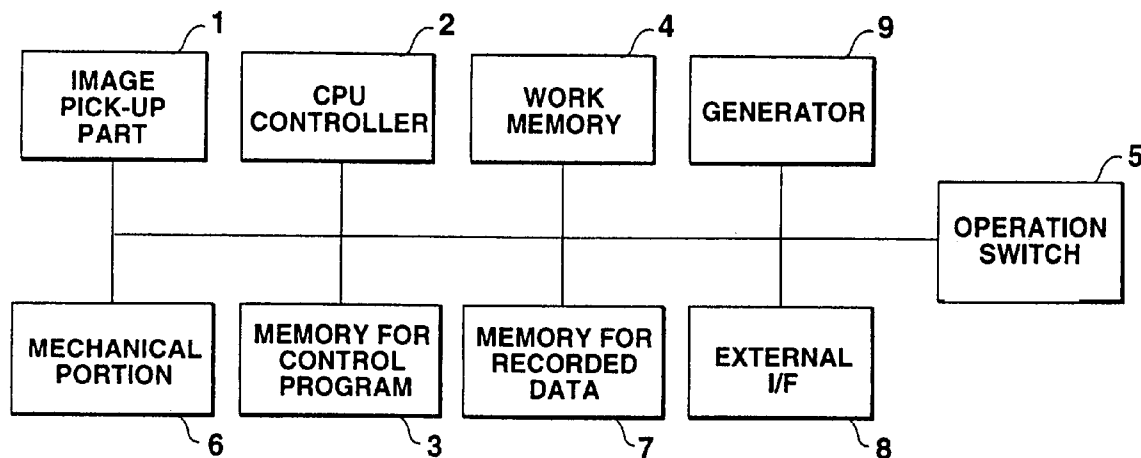 1
IMAGE
PICK-UP
PART
2
CPU
CONTROLLER
4
WORK
MEMORY
9
GENERATOR
5
OPERATION
SWITCH
MECHANICAL
PORTION
6
MEMORY FOR
CONTROL
PROGRAM
3
MEMORY FOR
RECORDED
DATA
7
EXTERNAL
I/F
8